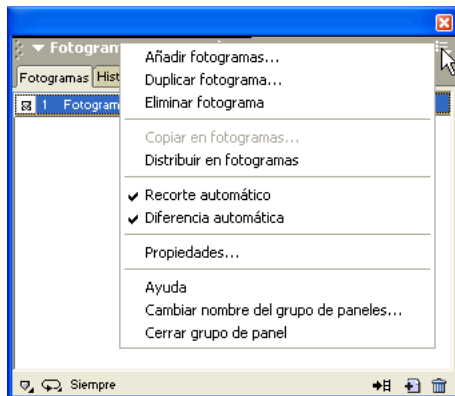 Fotogram
Fotogramas Hist
1 Fotogram
Añadir fotogramas...
Duplicar fotograma...
Eliminar fotograma
Copiar en fotogramas...
Distribuir en fotogramas
Recorte automático
Diferencia automática
Propiedades...
Ayuda
Cambiar nombre del grupo de paneles...
Cerrar grupo de panel
Siempre